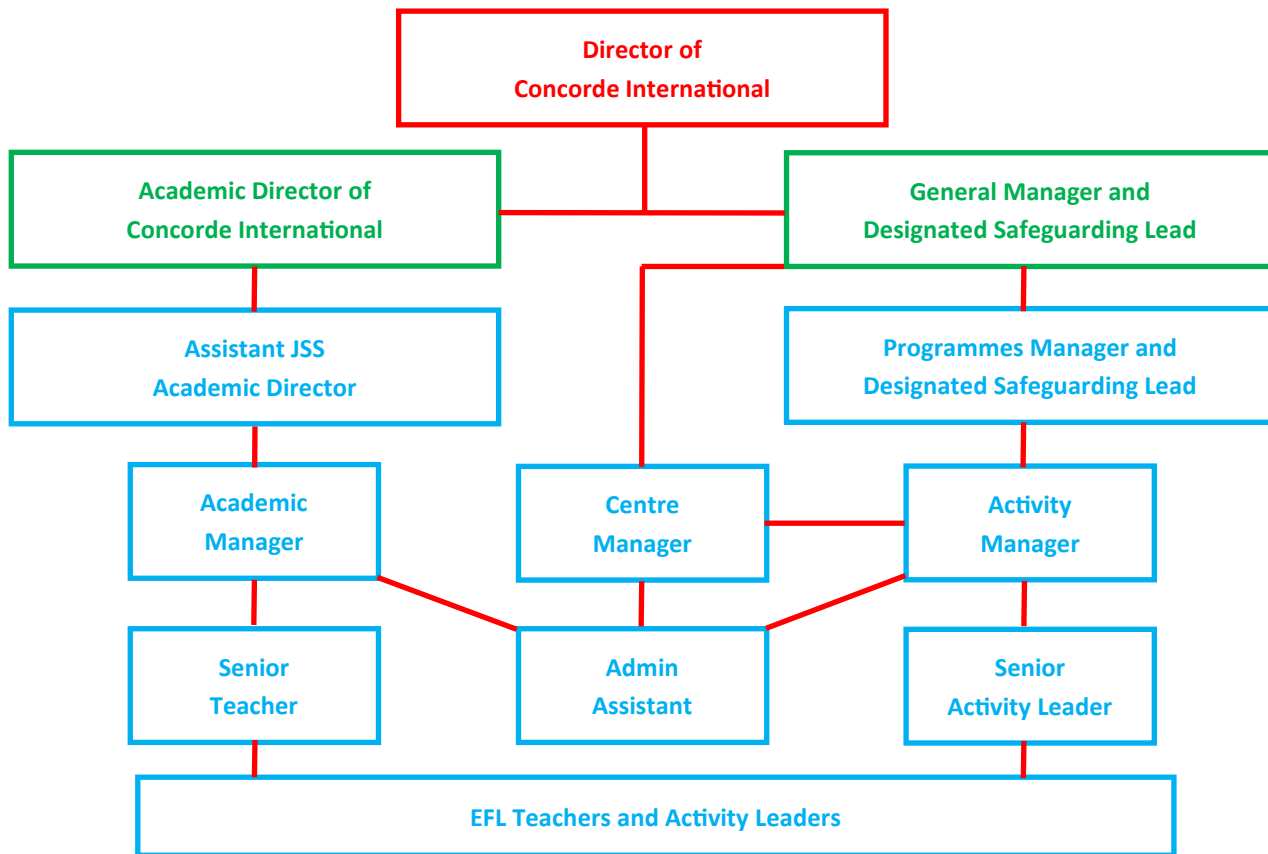 Director of
Concorde International
Academic Director of
Concorde International
General Manager and
Designated Safeguarding Lead
Assistant JSS
Academic Director
Programmes Manager and
Designated Safeguarding Lead
Academic
Manager
Centre
Manager
Activity
Manager
Senior
Teacher
Admin
Assistant
Senior
Activity Leader
EFL Teachers and Activity Leaders